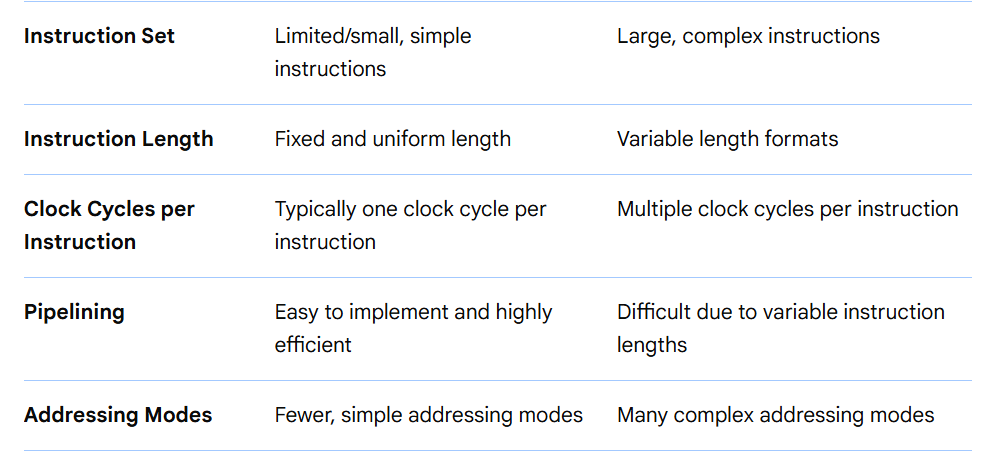 Instruction Set Limited/small, simple Large, complex instructions
instructions
Instruction Length Fixed and uniform length Variable length formats
Clock Cycles per Typically one clock cycle per Multiple clock cycles per instruction
Instruction instruction
Pipelining Easy to implement and highly Difficult due to variable instruction
efficient lengths
Addressing Modes Fewer, simple addressing modes Many complex addressing modes